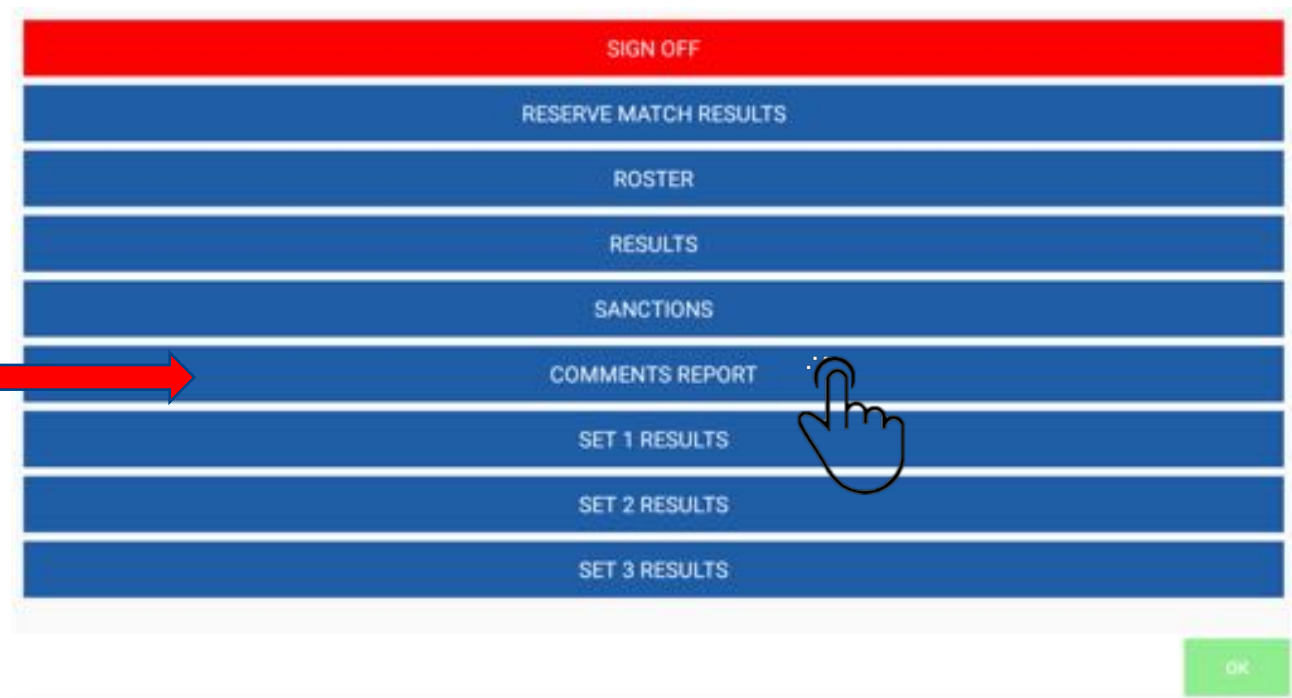 SIGN OFF
RESERVE MATCH RESULTS
ROSTER
RESULTS
SANCTIONS
COMMENTS REPORT
SET 1 RESULTS
SET 2 RESULTS
SET 3 RESULTS
OK